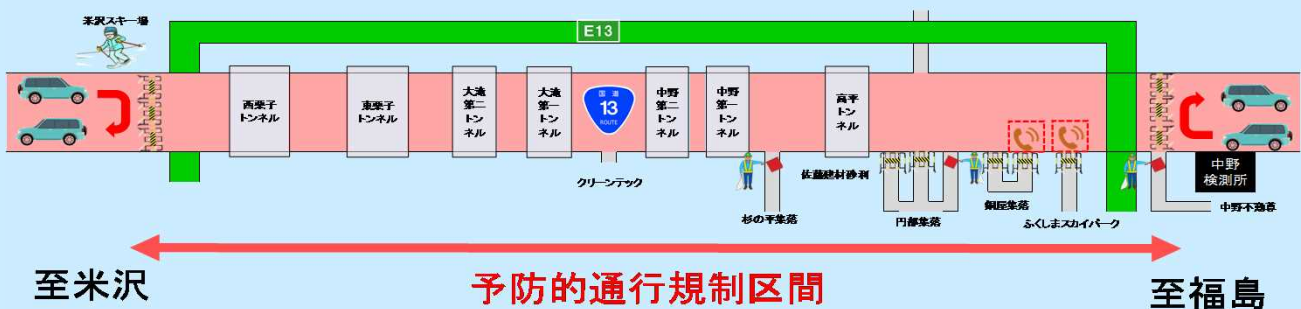 米沢スキー場
E13
西栗子
トンネル
東栗子
トンネル
大滝第二トンネル
大滝第一トンネル
国道
13
ROUTE
中野第二トンネル
中野第一トンネル
高平トンネル
クリーンテック
杉の平集落
佐藤建材砂利
円部集落
銅屋集落
ふくしまスカイパーク
中野
検測所
中野不動尊
至米沢
予防的通行規制区間
至福島